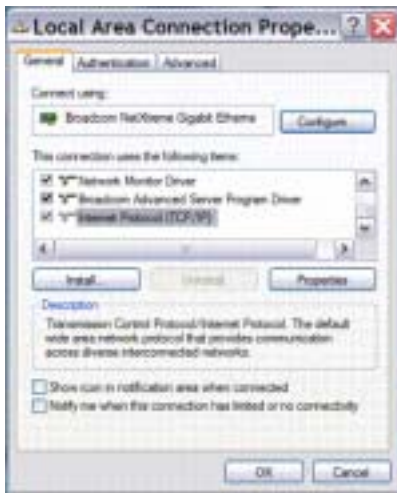 Local Area Connection Prope...
General Authentication Advanced
Connect using:
Broadcom NetXtreme Gigabit Etherne
Configure...
This connection uses the following items:
Network Monitor Driver
Broadcom Advanced Server Program Driver
Internet Protocol (TCP/IP)
Install... Uninstall Properties
Description
Transmission Control Protocol/Internet Protocol. The default
wide area network protocol that provides communication
across diverse interconnected networks.
Show icon in notification area when connected
Notify me when this connection has limited or no connectivity
OK Cancel